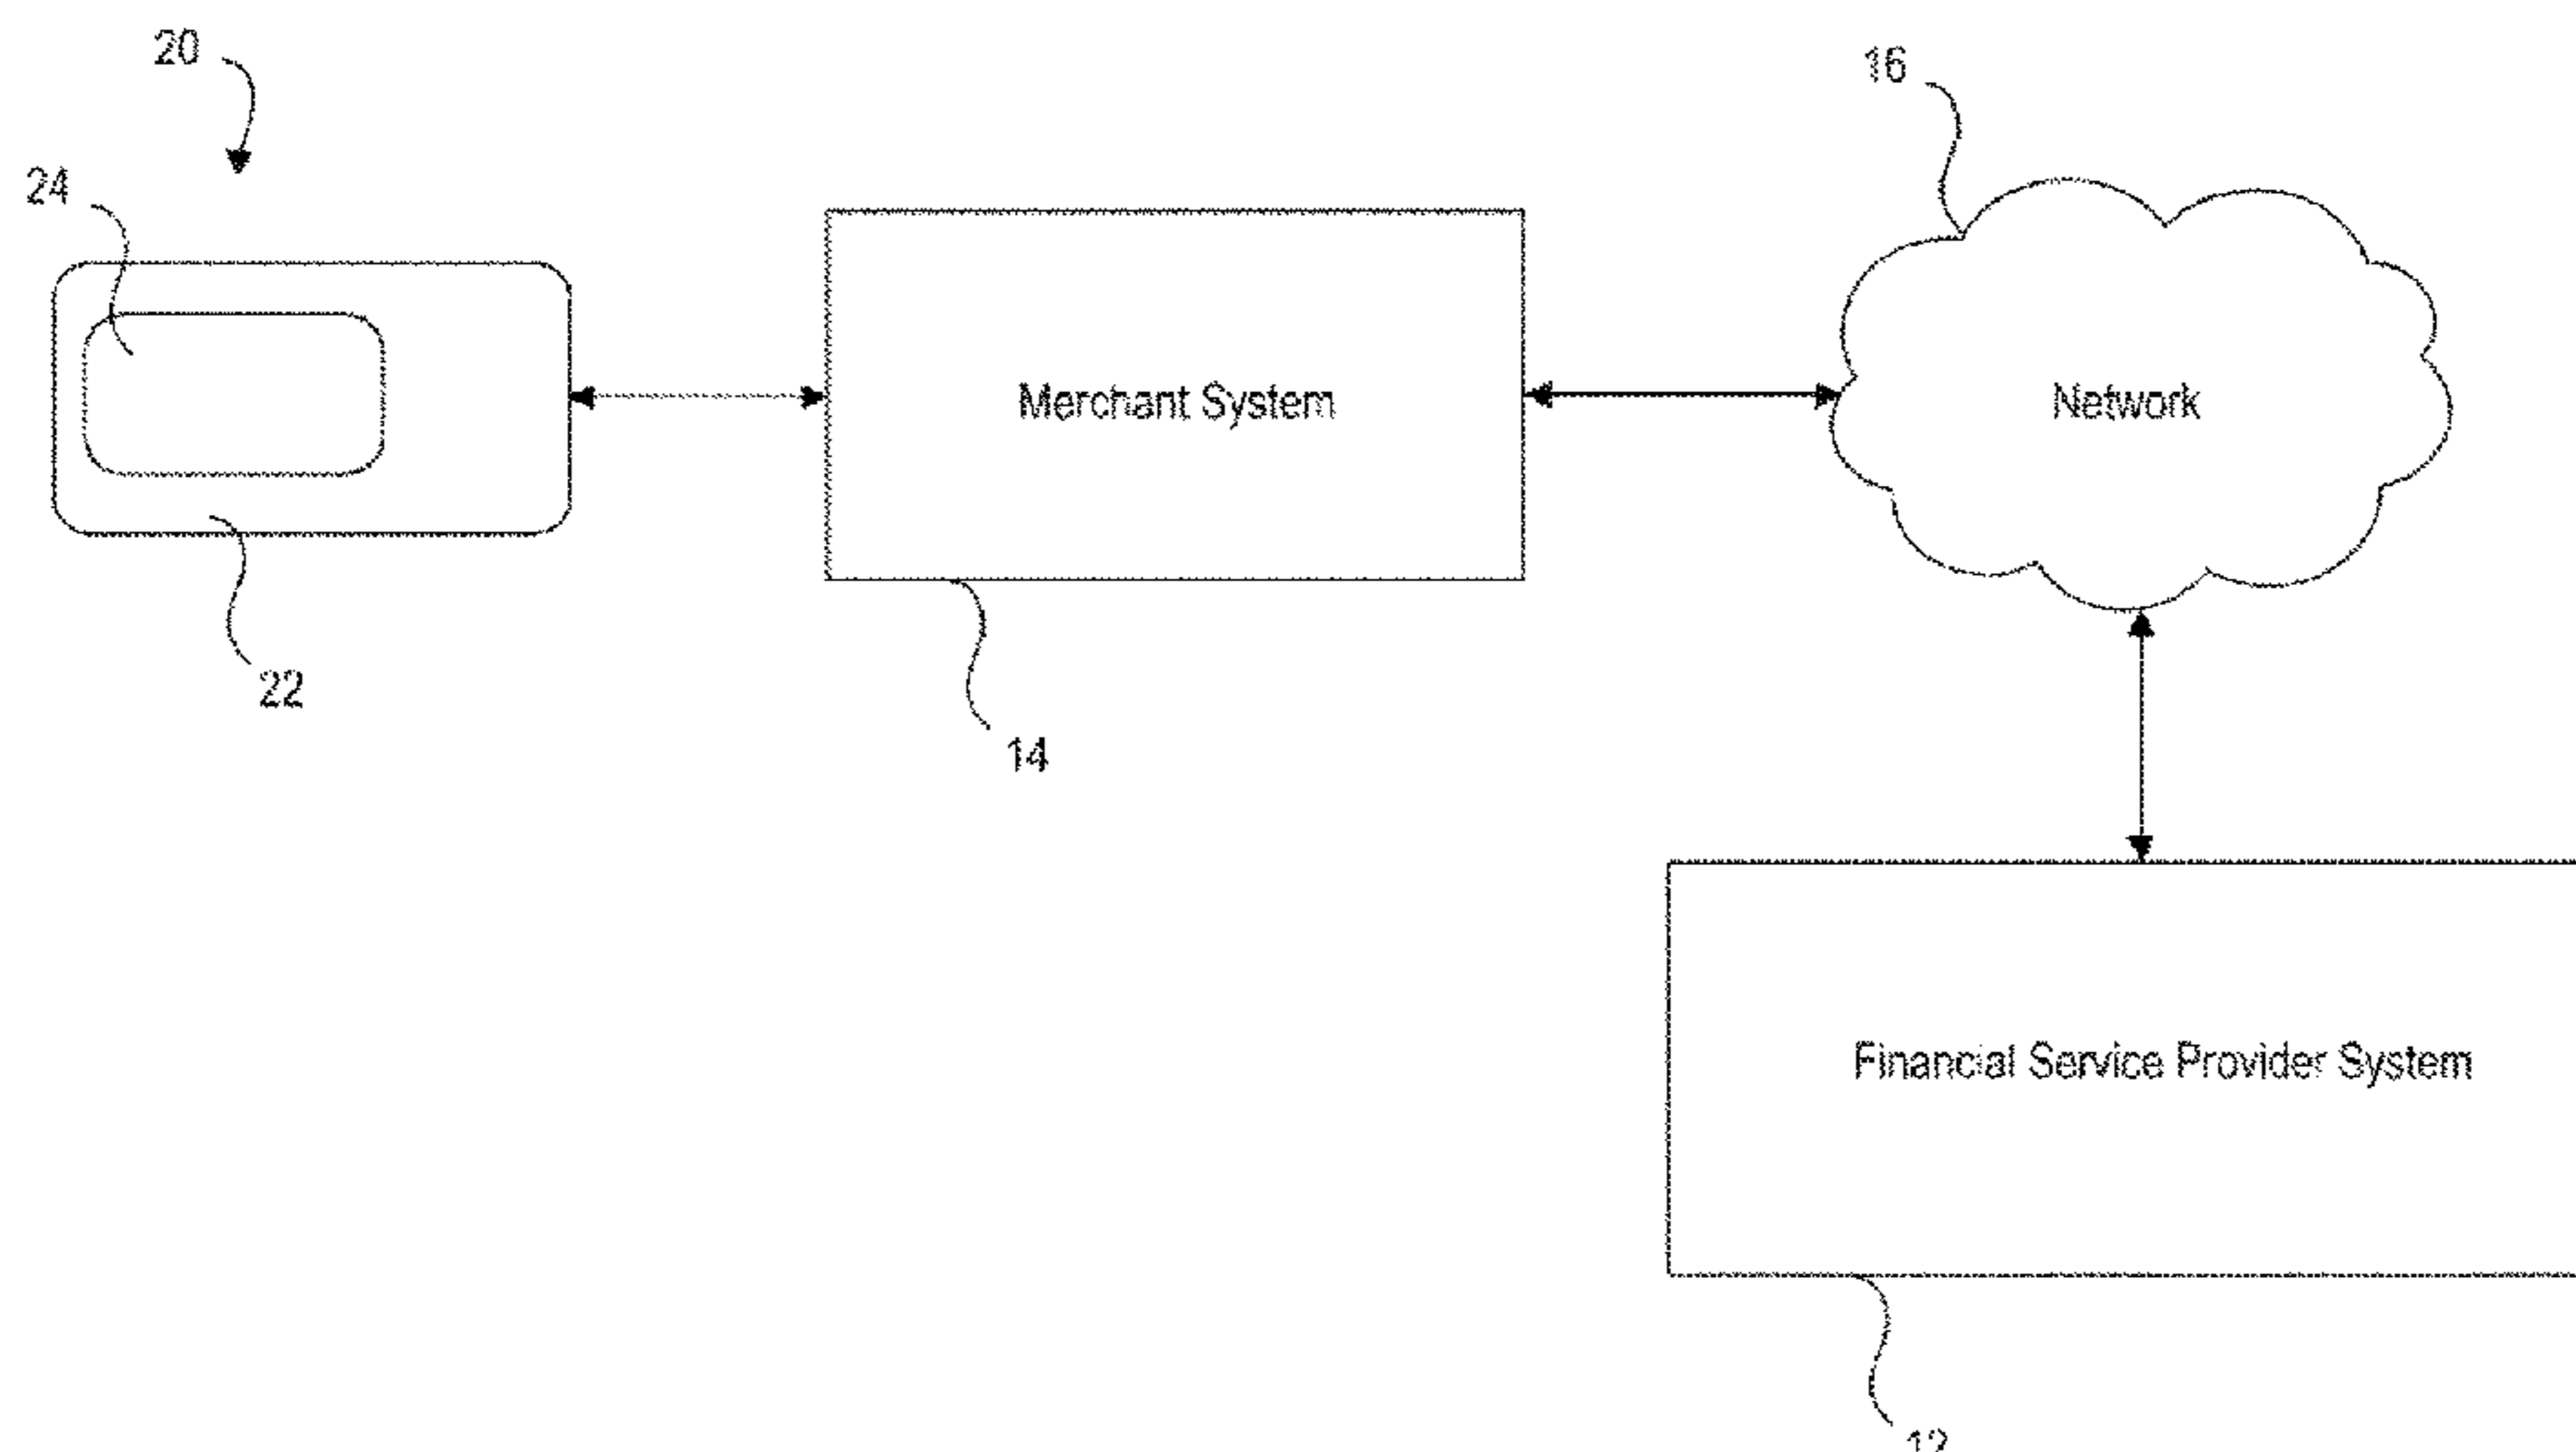 20
16
24
Merchant System
Network
22
14
Financial Service Provider System